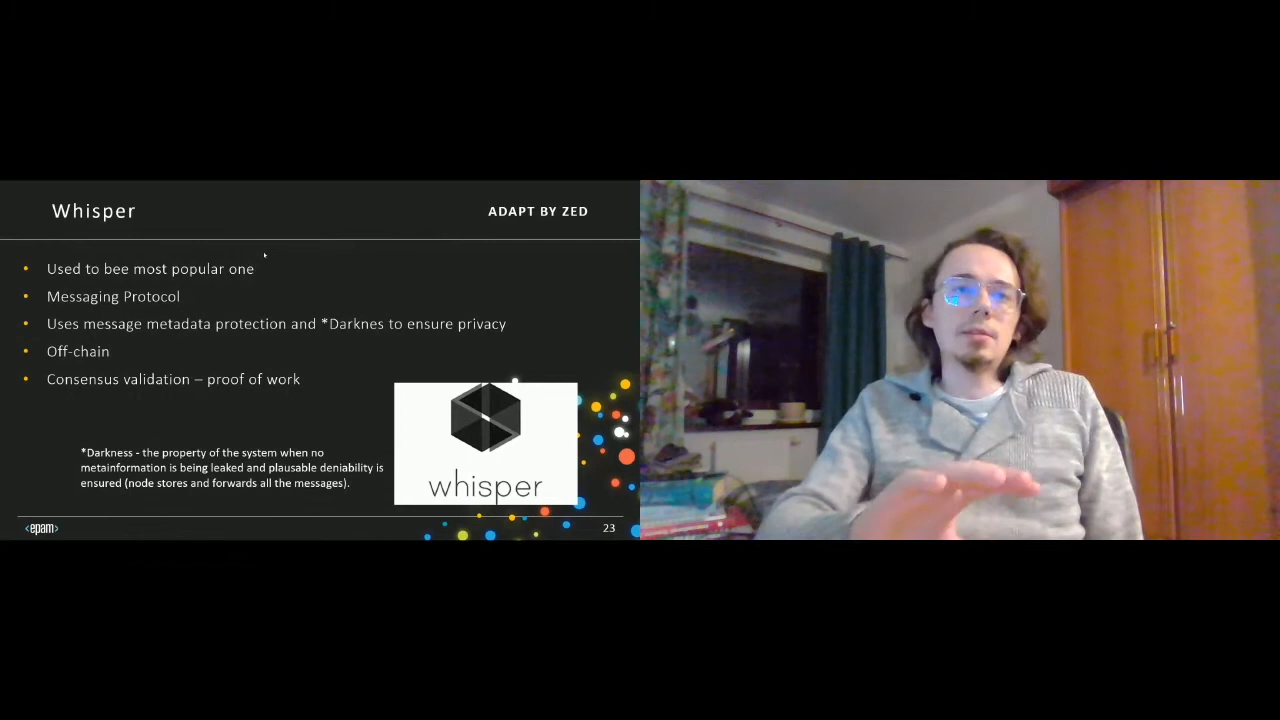 Whisper
ADAPT BY ZED
• Used to bee most popular one
• Messaging Protocol
• Uses message metadata protection and *Darknes to ensure privacy
• Off-chain
• Consensus validation – proof of work
*Darkness - the property of the system when no
metainformation is being leaked and plausable deniability is
ensured (node stores and forwards all the messages).
whisper
<epam>
23